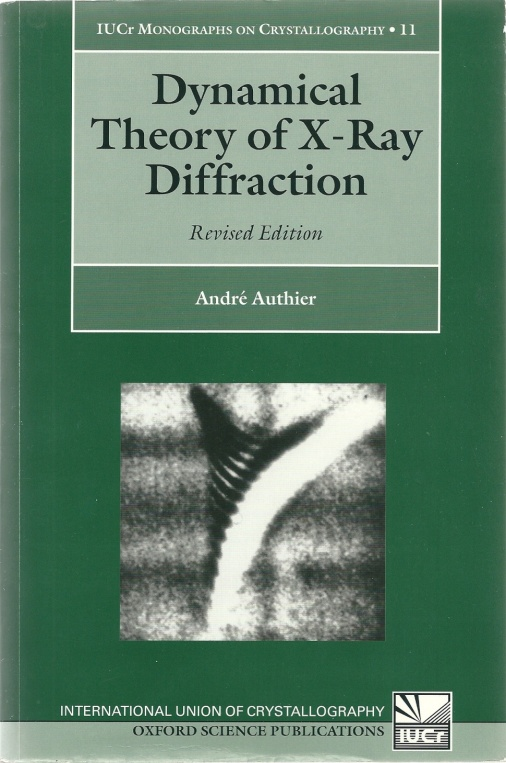 IUCr Monographs on Crystallography • 11
Dynamical
Theory of X-Ray
Diffraction
Revised Edition
André Authier
INTERNATIONAL UNION OF CRYSTALLOGRAPHY
OXFORD SCIENCE PUBLICATIONS
IUCr